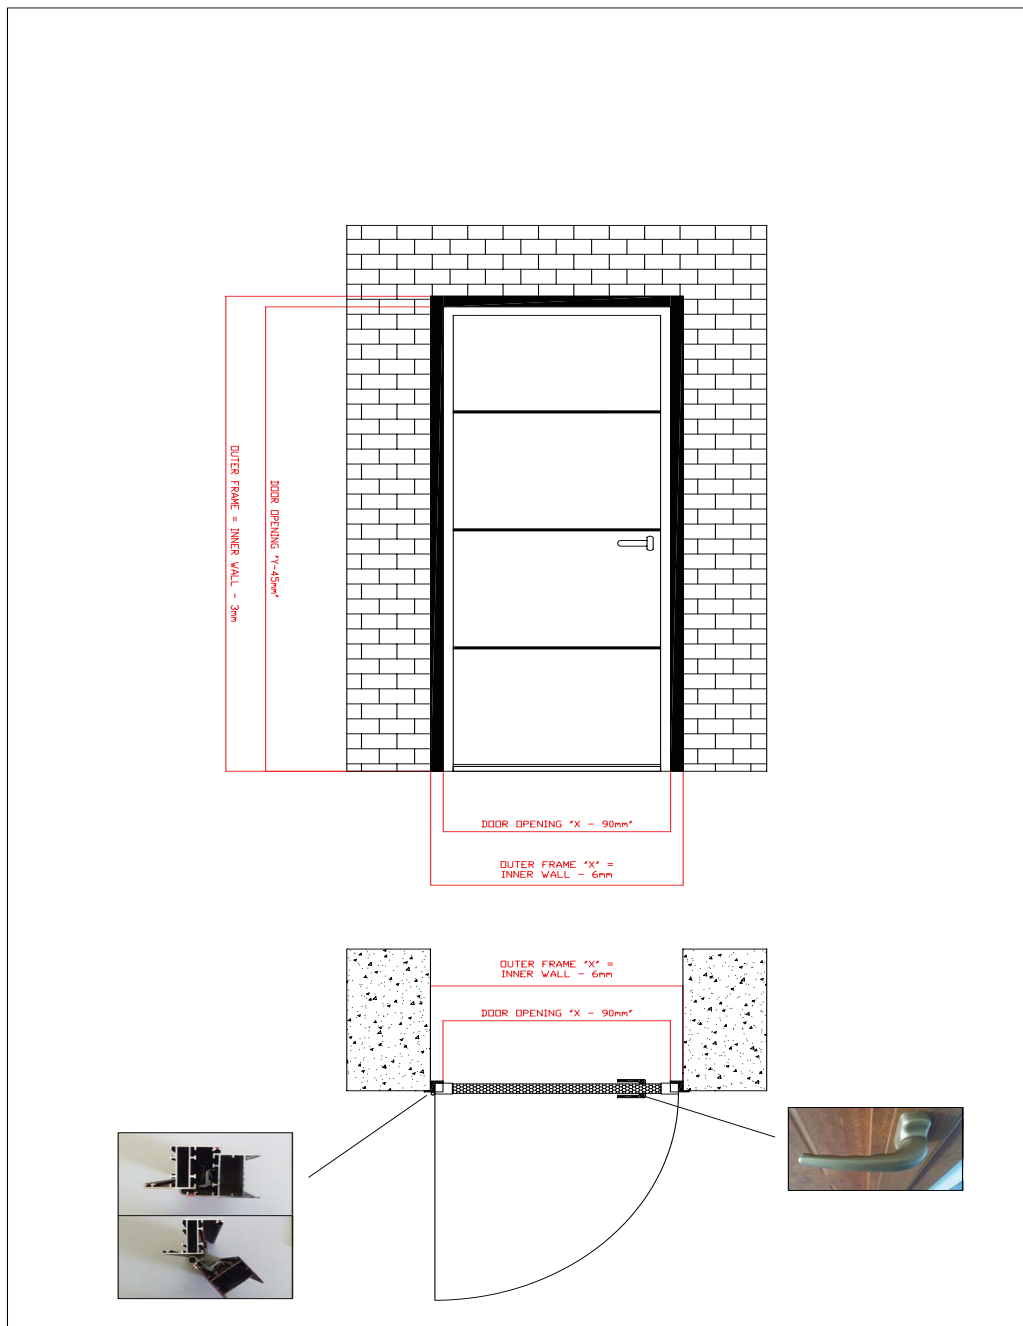 OUTER FRAME = INNER WALL - 3mm
DOOR OPENING "Y-45mm"
DOOR OPENING "X - 90mm"
OUTER FRAME "X" =
INNER WALL - 6mm
OUTER FRAME "X" =
INNER WALL - 6mm
DOOR OPENING "X - 90mm"